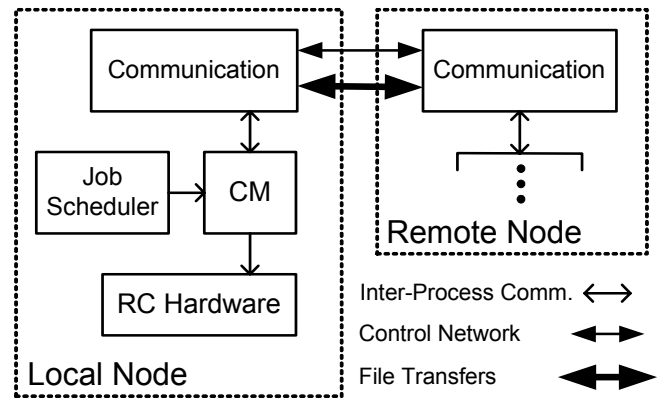 Communication
Communication
Job
Scheduler
CM
RC Hardware
Local Node
Remote Node
Inter-Process Comm.
Control Network
File Transfers